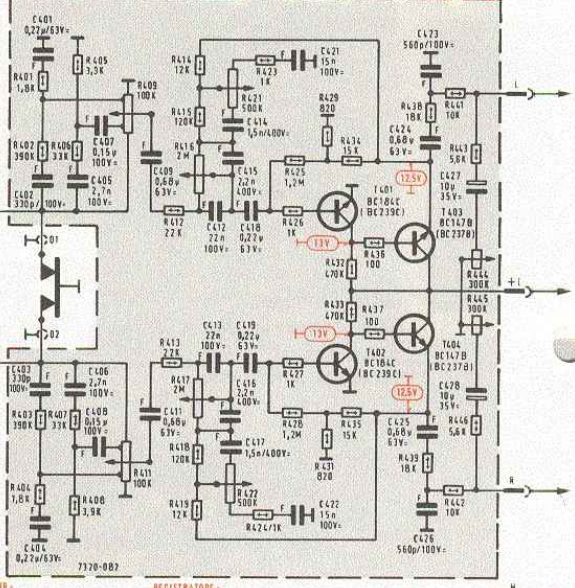 C401
0,22µ/63V=
R401
1,8K
R405
3,3K
R409
100K
R402
390K
R406
33K
C407
0,15µ
100V=
C402
330p/100V=
C405
2,7n
100V=
C409
0,68µ
63V=
R412
22K
R414
12K
R415
120K
R416
2M
R423
1K
C421
15n
100V=
R421
500K
C414
1,5n/400V=
C415
2,2n
400V=
C412
22n
100V=
C418
0,22µ
63V=
R429
820
R434
15K
R425
1,2M
R426
1K
T401
BC184C
(BC239C)
13V
R436
100
R432
470K
C423
560p/100V=
R438
18K
R441
10K
C424
0,68µ
63V=
12,5V
R443
5,6K
C427
10µ
35V=
T403
BC147B
(BC237B)
R444
300K
L
01
02
+L
R433
470K
R437
100
13V
R445
300K
T404
BC147B
(BC237B)
T402
BC184C
(BC239C)
12,5V
C428
10µ
35V=
R446
5,6K
C403
330p
100V=
C406
2,7n
100V=
R403
390K
R407
33K
C408
0,15µ
100V=
R404
1,8K
R408
3,9K
C404
0,22µ/63V=
R411
100K
C411
0,68µ
63V=
R413
22K
C413
22n
100V=
C419
0,22µ
63V=
R417
2M
C416
2,2n
400V=
R418
120K
C417
1,5n/400V=
R419
12K
R422
500K
R424/1K
C422
15n
100V=
R427
1K
R428
1,2M
R435
15K
R431
820
C425
0,68µ
63V=
R439
18K
R442
10K
C426
560p/100V=
R
7320-082